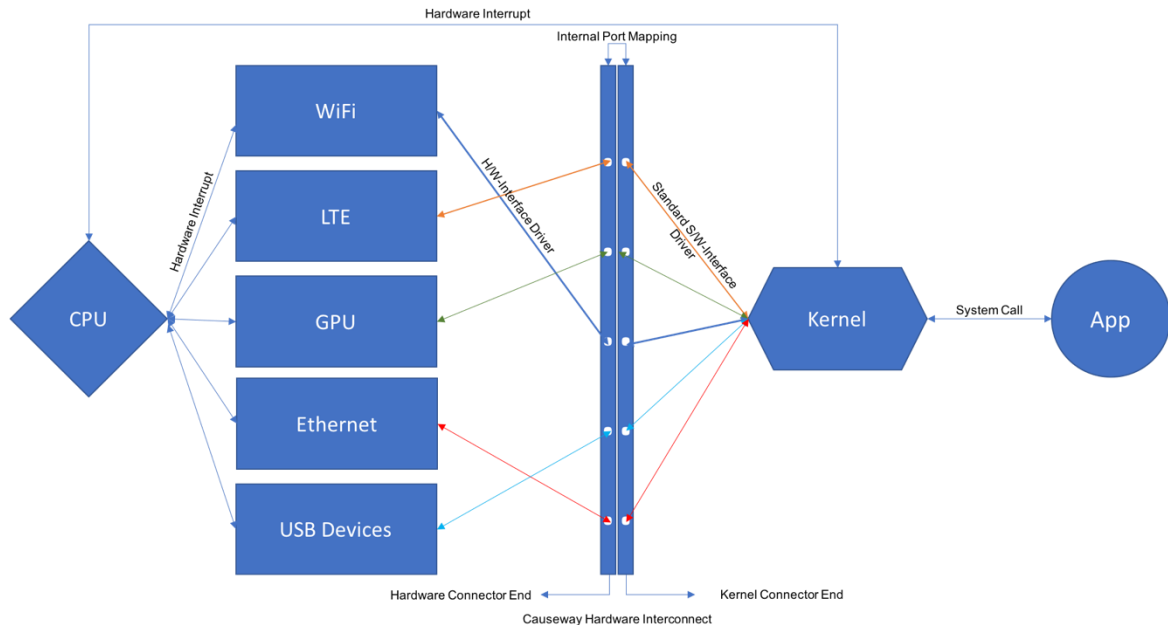 Hardware Interrupt
Internal Port Mapping
WiFi
LTE
GPU
Ethernet
USB Devices
CPU
Hardware Interrupt
H/W-Interface Driver
Standard S/W-Interface
Driver
Kernel
System Call
App
Hardware Connector End
Kernel Connector End
Causeway Hardware Interconnect